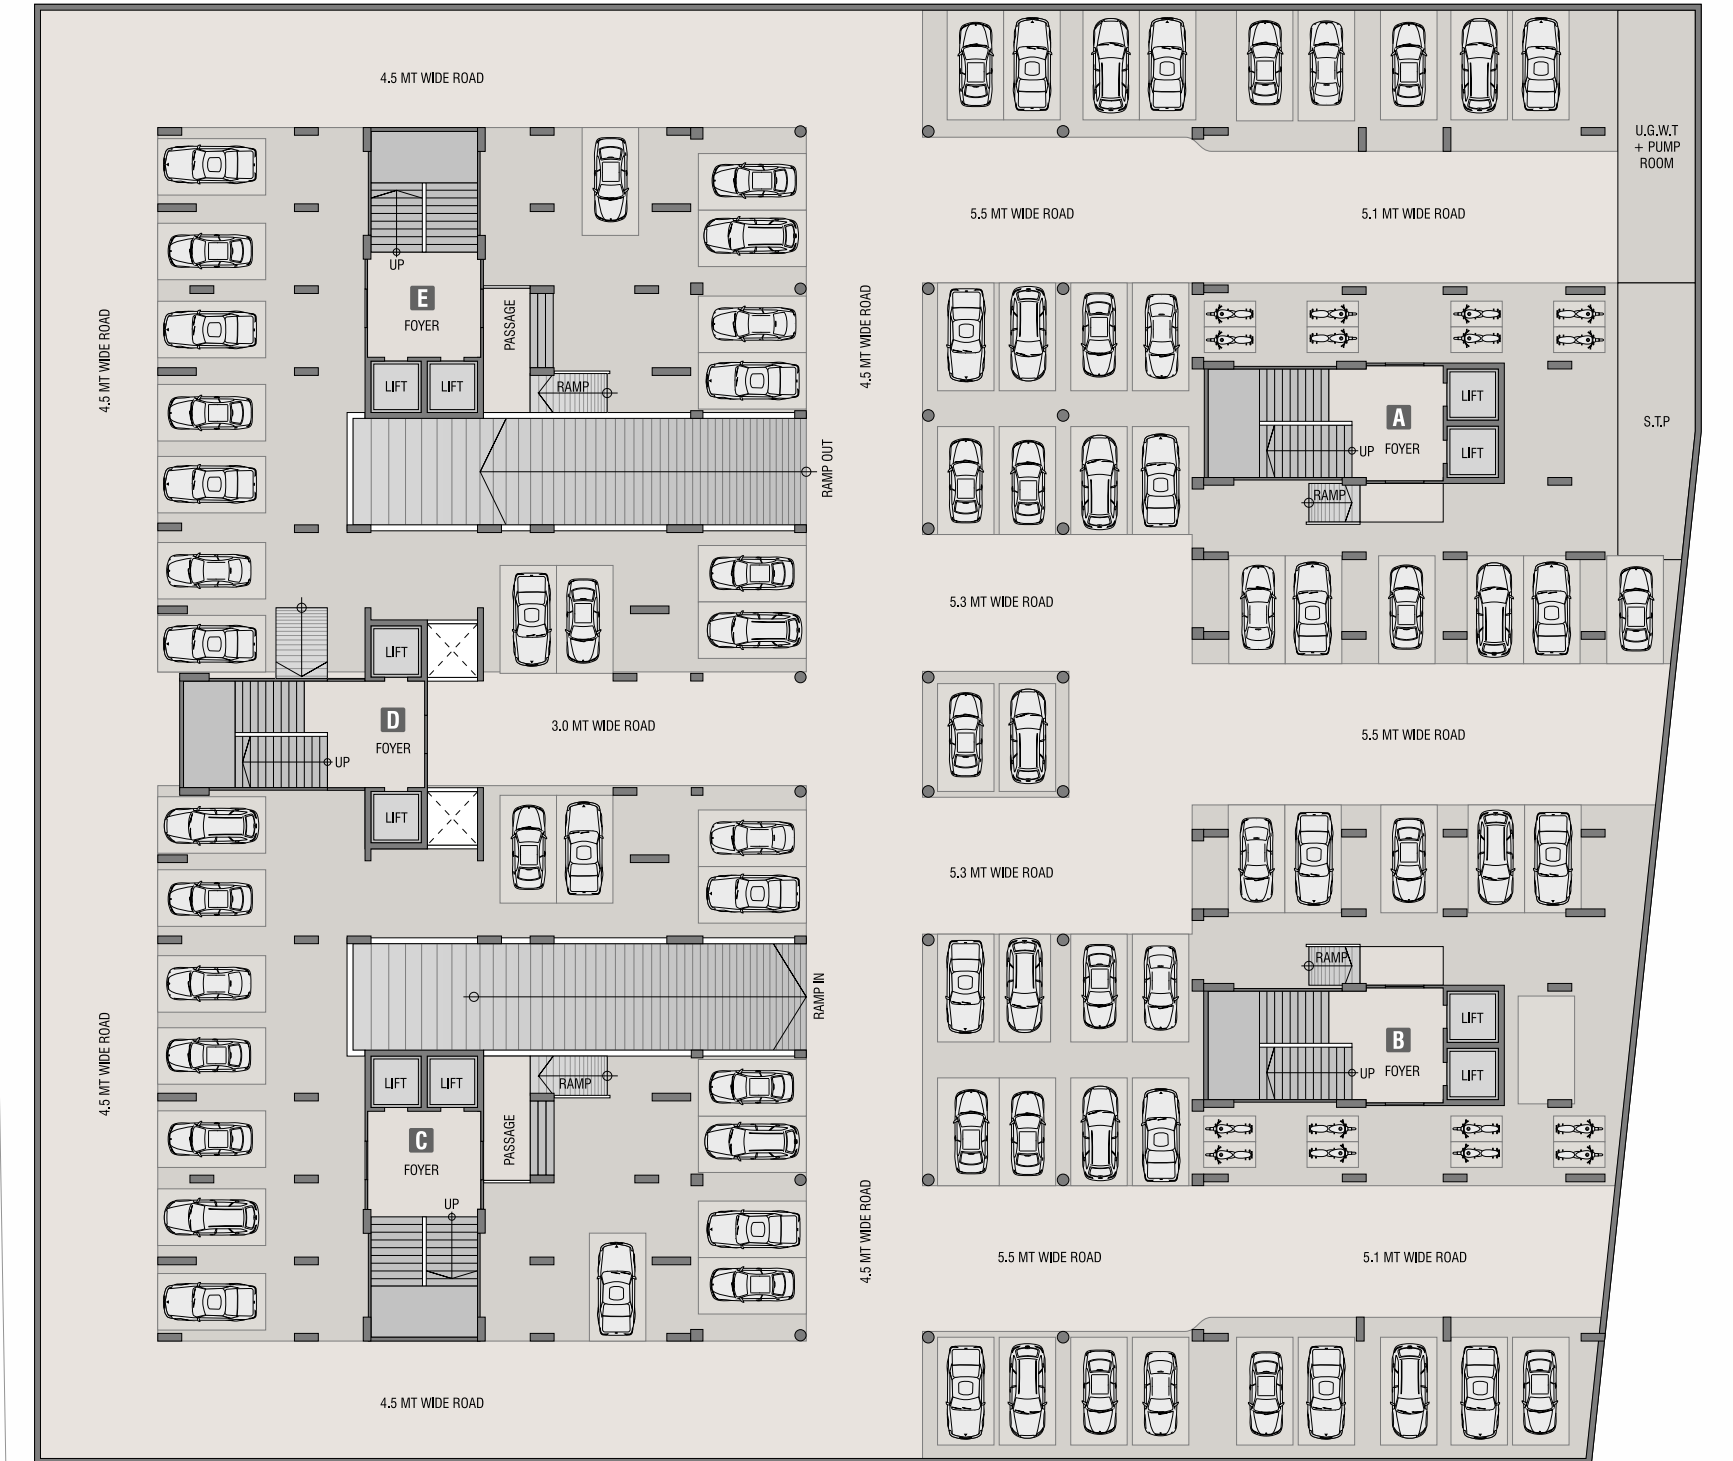 4.5 MT WIDE ROAD
U.G.W.T
+ PUMP
ROOM
5.5 MT WIDE ROAD
5.1 MT WIDE ROAD
UP
E
FOYER
PASSAGE
4.5 MT WIDE ROAD
4.5 MT WIDE ROAD
LIFT
LIFT
RAMP
LIFT
A
FOYER
UP
LIFT
S.T.P
RAMP OUT
RAMP
5.3 MT WIDE ROAD
LIFT
D
FOYER
UP
3.0 MT WIDE ROAD
5.5 MT WIDE ROAD
LIFT
5.3 MT WIDE ROAD
RAMP
RAMP IN
LIFT
B
FOYER
UP
LIFT
4.5 MT WIDE ROAD
LIFT
LIFT
RAMP
C
FOYER
PASSAGE
UP
4.5 MT WIDE ROAD
5.5 MT WIDE ROAD
5.1 MT WIDE ROAD
4.5 MT WIDE ROAD